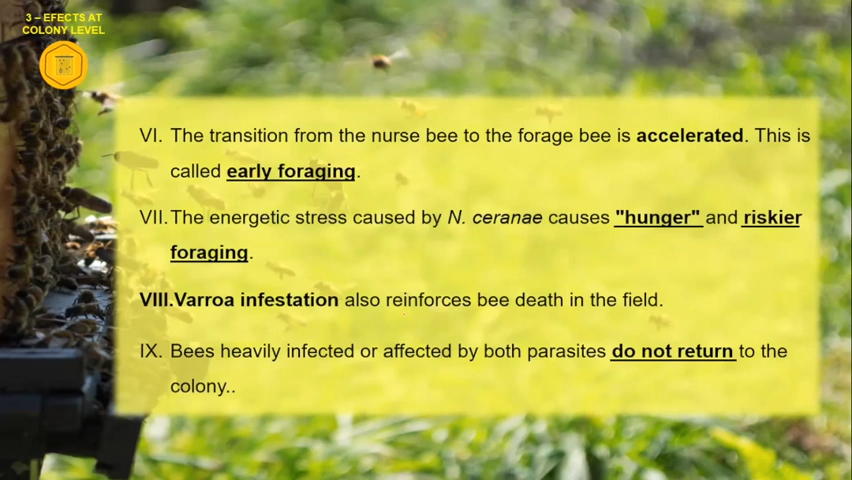 3 – EFECTS AT
COLONY LEVEL
VI. The transition from the nurse bee to the forage bee is accelerated. This is
called early foraging.
VII. The energetic stress caused by N. ceranae causes "hunger" and riskier
foraging.
VIII. Varroa infestation also reinforces bee death in the field.
IX. Bees heavily infected or affected by both parasites do not return to the
colony..